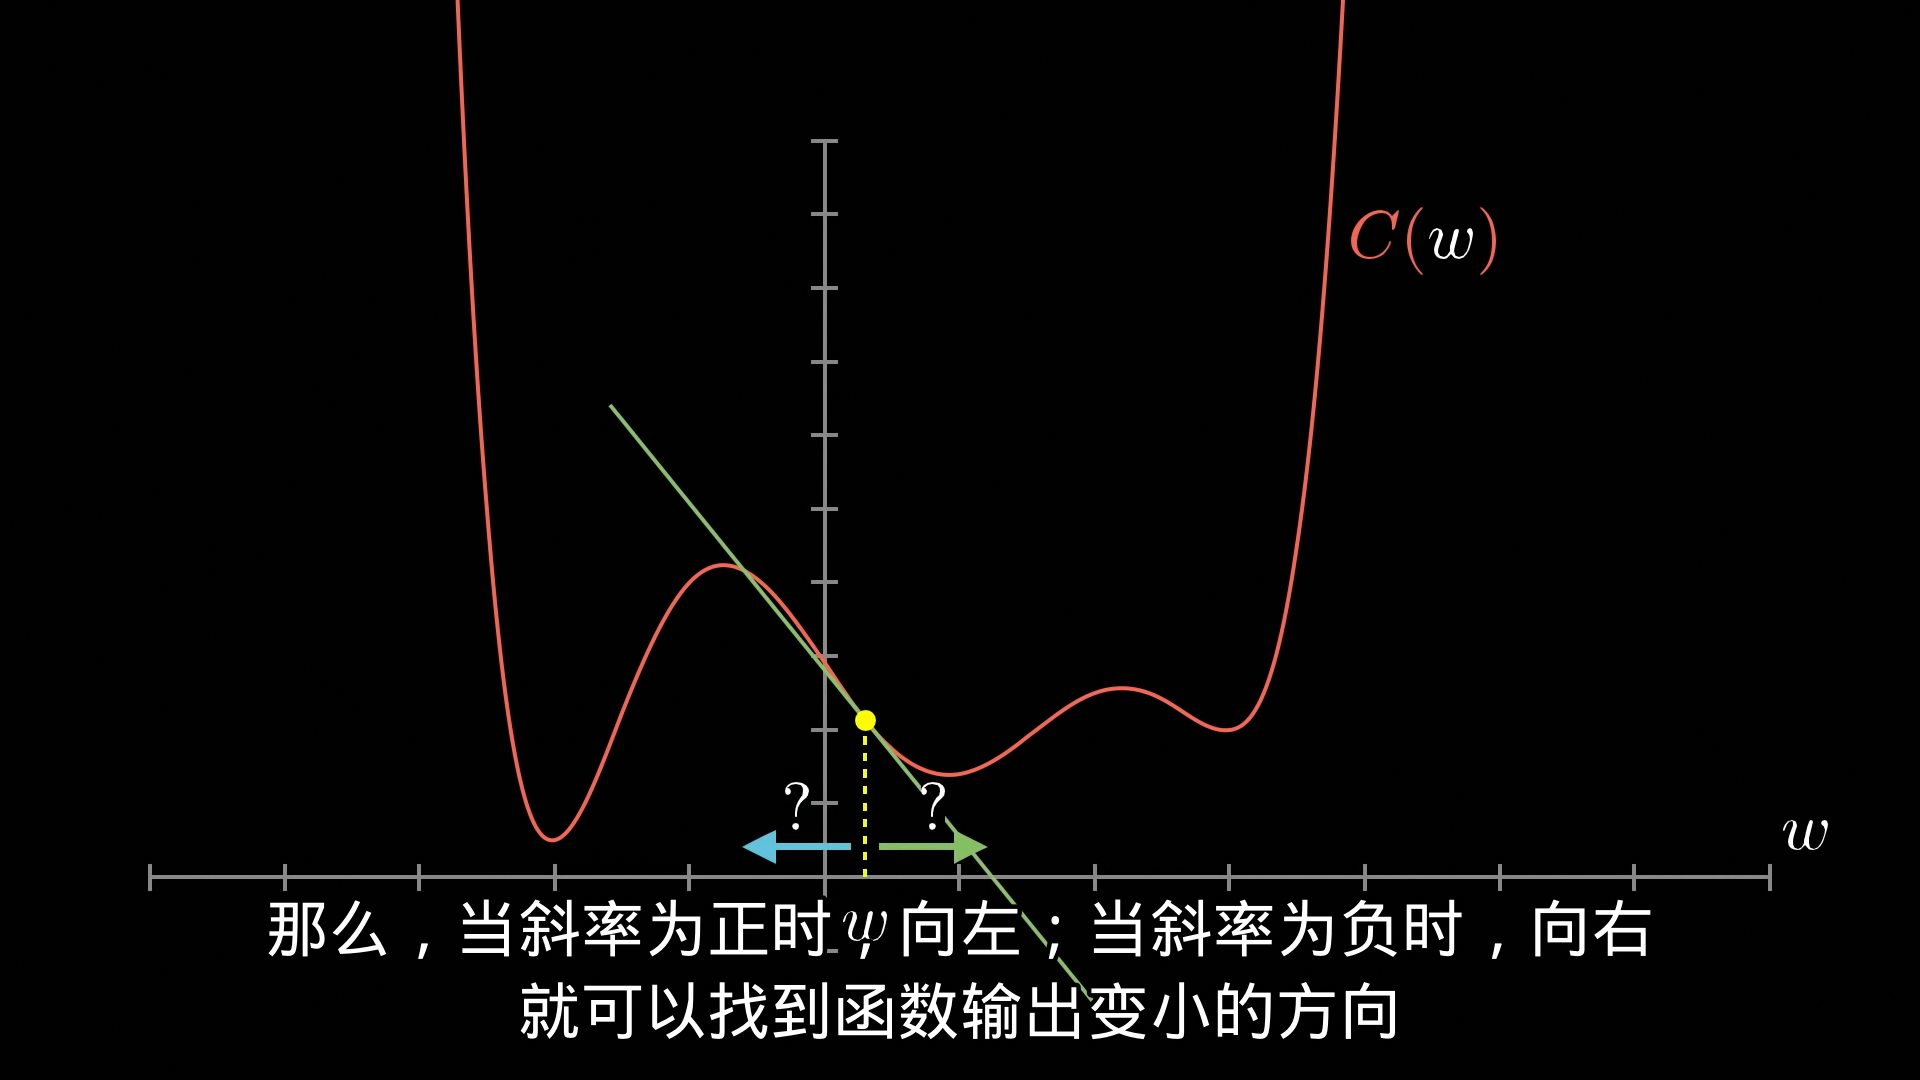 C(w)
? ?
w
w
那么，当斜率为正时，向左；当斜率为负时，向右
就可以找到函数输出变小的方向